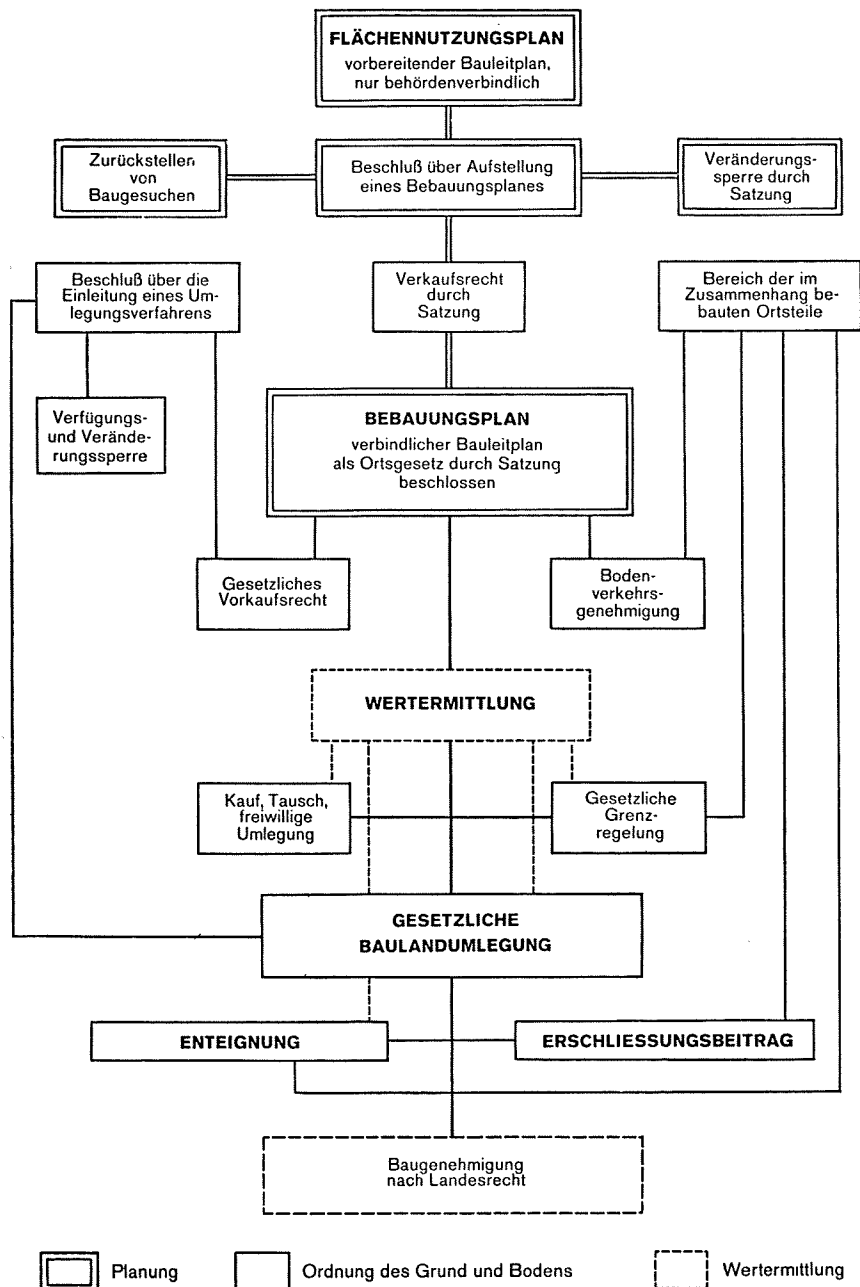 FLÄCHENNUTZUNGSPLAN
vorbereitender Bauleitplan,
nur behördenverbindlich
Zurückstellen
von
Baugesuchen
Beschluß über Aufstellung
eines Bebauungsplanes
Veränderungs-
sperre durch
Satzung
Beschluß über die
Einleitung eines Um-
legungsverfahrens
Verkaufsrecht
durch
Satzung
Bereich der im
Zusammenhang be-
bauten Ortsteile
Verfügungs-
und Verände-
rungssperre
BEBAUUNGSPLAN
verbindlicher Bauleitplan
als Ortsgesetz durch Satzung
beschlossen
Gesetzliches
Vorkaufsrecht
Boden-
verkehrs-
genehmigung
WERTERMITTLUNG
Kauf, Tausch,
freiwillige
Umlegung
Gesetzliche
Grenz-
regelung
GESETZLICHE
BAULANDUMLEGUNG
ENTEIGNUNG
ERSCHLIESSUNGSBEITRAG
Baugenehmigung
nach Landesrecht
Planung
Ordnung des Grund und Bodens
Wertermittlung